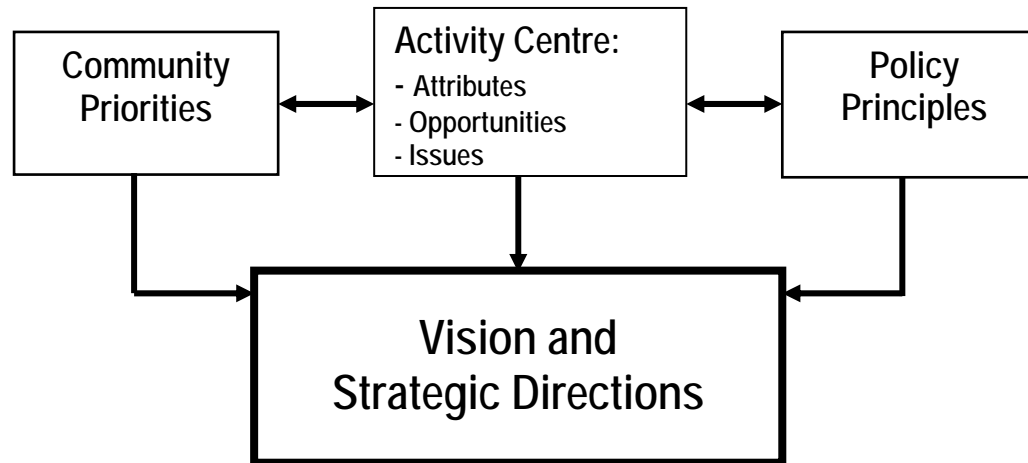 Community
Priorities
Activity Centre:
- Attributes
- Opportunities
- Issues
Policy
Principles
Vision and
Strategic Directions